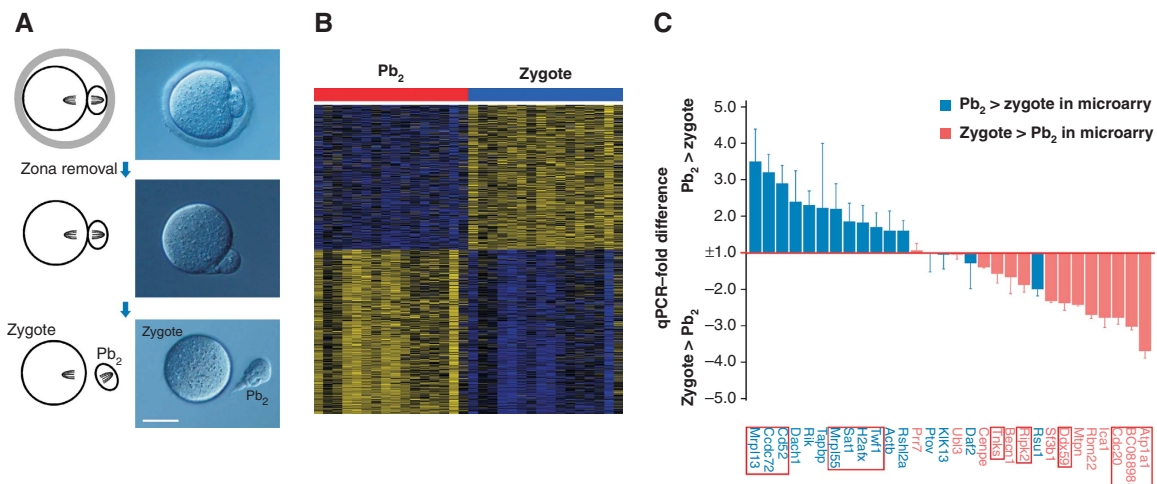 A
Zona removal
Zygote
Pb2
Zygote
Pb2
B
Pb2
Zygote
C
Pb2 > zygote in microarry
Zygote > Pb2 in microarry
qPCR–fold difference
Pb2 > zygote
Zygote > Pb2
5.0
4.0
3.0
2.0
±1.0
–2.0
–3.0
–4.0
–5.0
Mrpl13
Ccdc72
Cd52
Dach1
Rik
Tapbp
Mrpl55
Sat1
H2afx
Twf1
Actb
Rshl2a
Prr7
Ptov
KIK13
Ubl3
Daf2
Cenpe
Tnks
Becn1
Ripk2
Rsu1
Sf3b1
Ddx59
Mtpn
Rbm22
Ica1
Cdc20
BC08898
Atp1a1